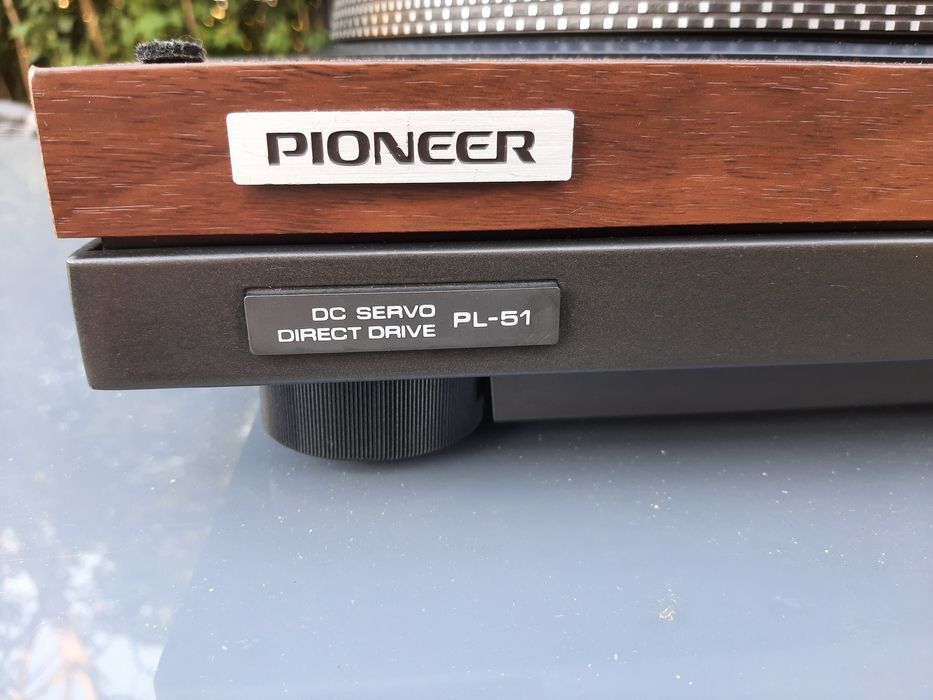 PIONEER
DC SERVO
DIRECT DRIVE PL-51